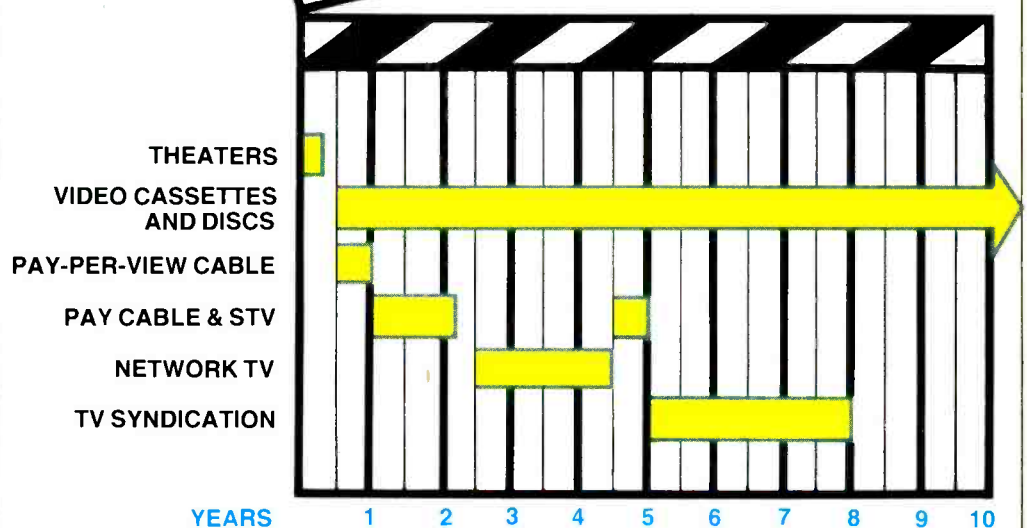 THEATERS
VIDEO CASSETTES
AND DISCS
PAY-PER-VIEW CABLE
PAY CABLE & STV
NETWORK TV
TV SYNDICATION
YEARS 1 2 3 4 5 6 7 8 9 10